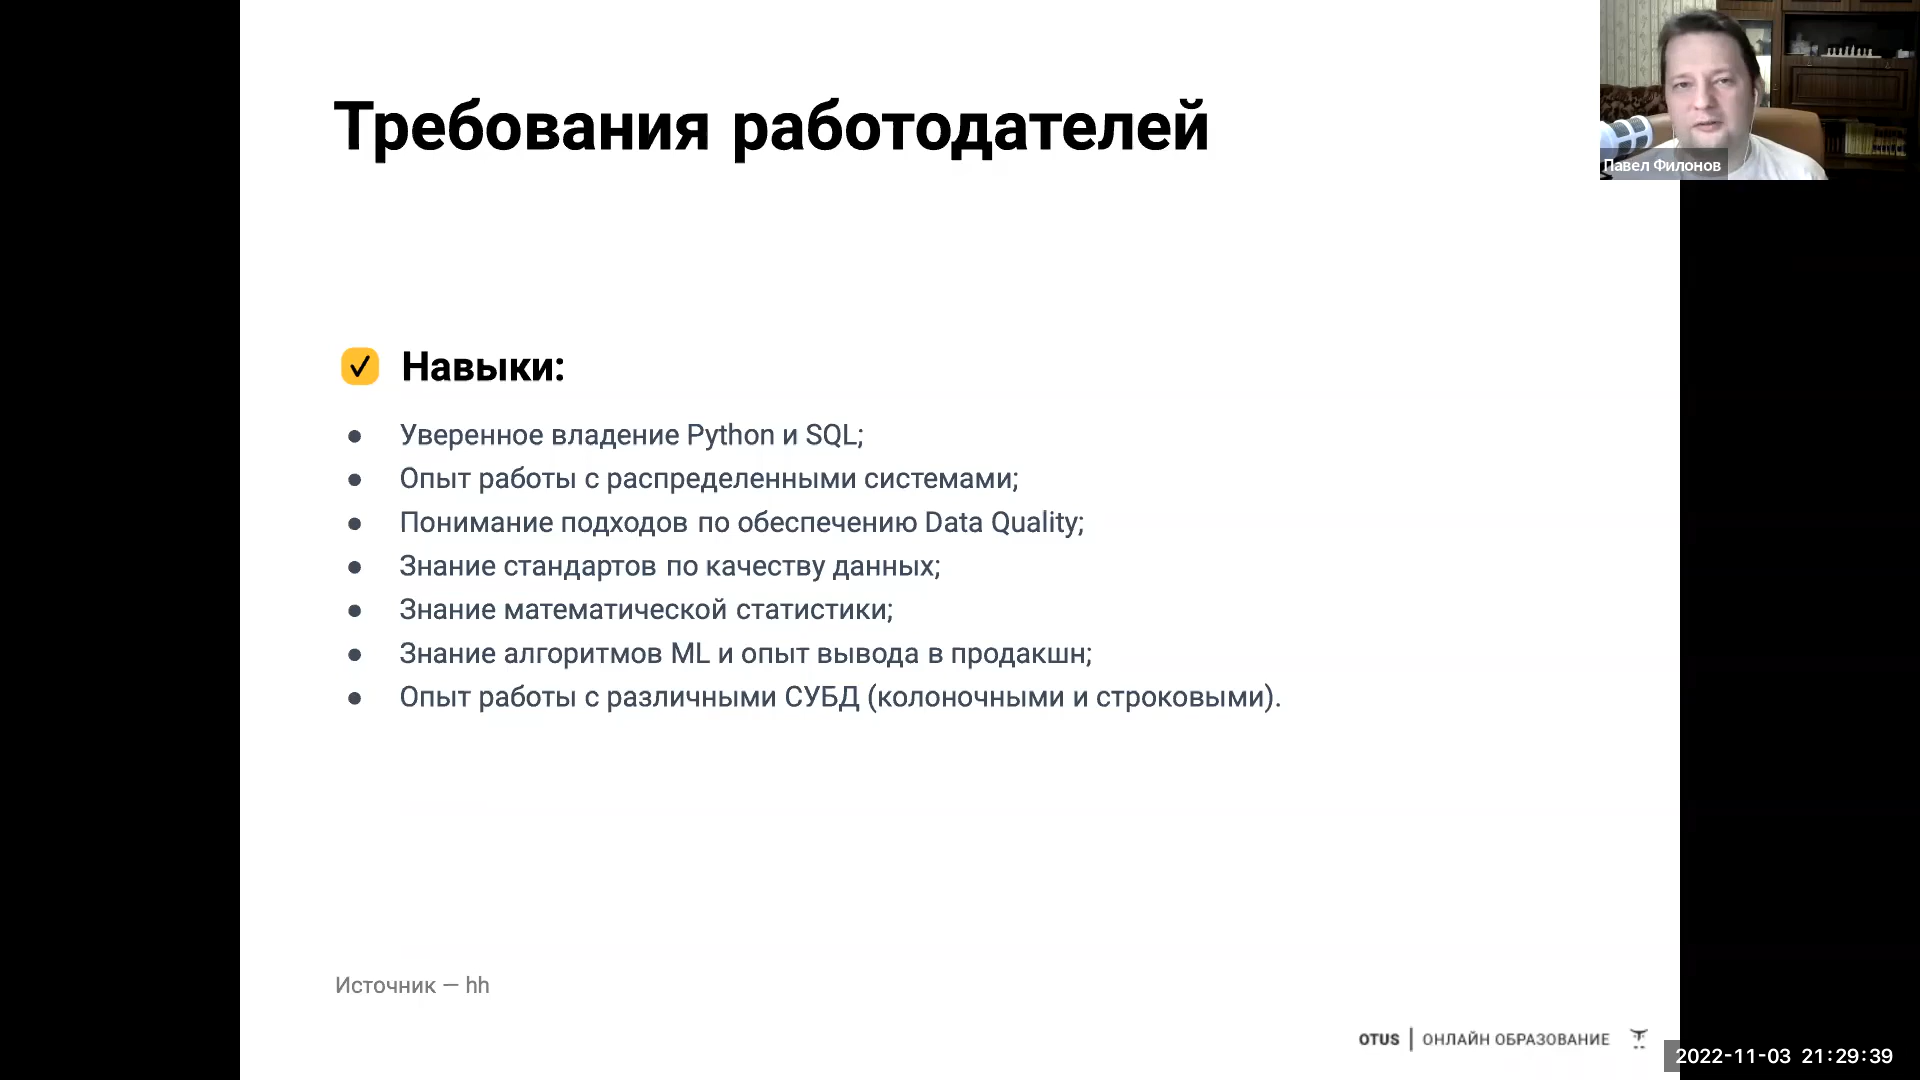 Требования работодателей
Павел Филонов
Навыки:
● Уверенное владение Python и SQL;
● Опыт работы с распределенными системами;
● Понимание подходов по обеспечению Data Quality;
● Знание стандартов по качеству данных;
● Знание математической статистики;
● Знание алгоритмов ML и опыт вывода в продакшн;
● Опыт работы с различными СУБД (колоночными и строковыми).
Источник — hh
OTUS | ОНЛАЙН ОБРАЗОВАНИЕ
2022-11-03 21:29:39